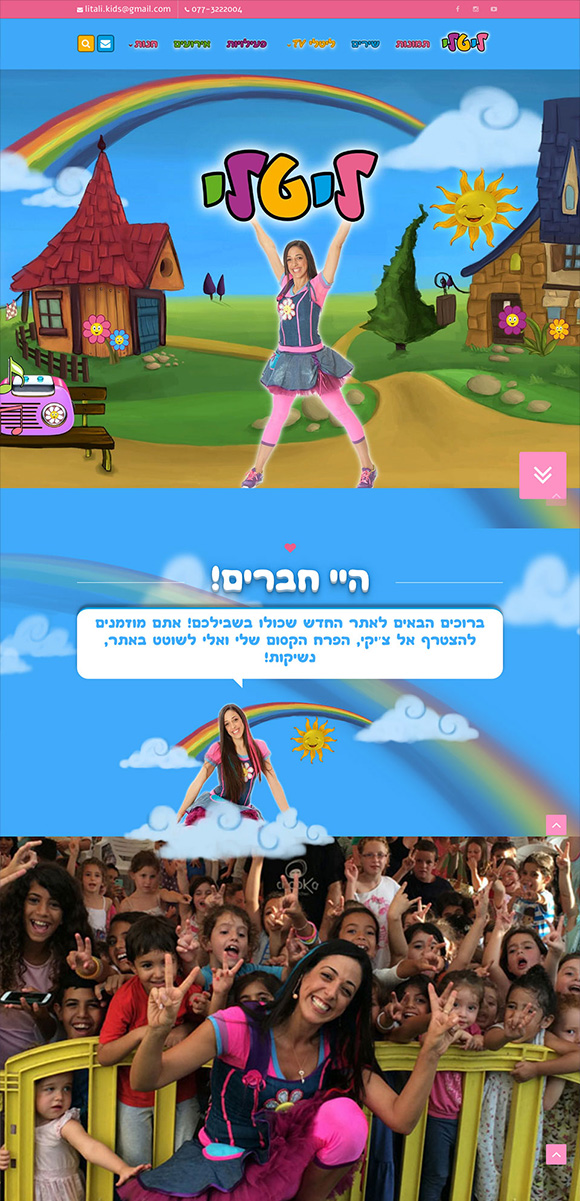 litali.kids@gmail.com
077-3222004
ליטלי תמונות שירים ליטלי TV פעילויות אירועים חנות
ליטלי
היי חברים!
ברוכים הבאים לאתר החדש שכולו בשבילכם! אתם מוזמנים
להצטרף אל צ'יקי, הפרח הקסום שלי ואלי לשוטט באתר,
נשיקות!